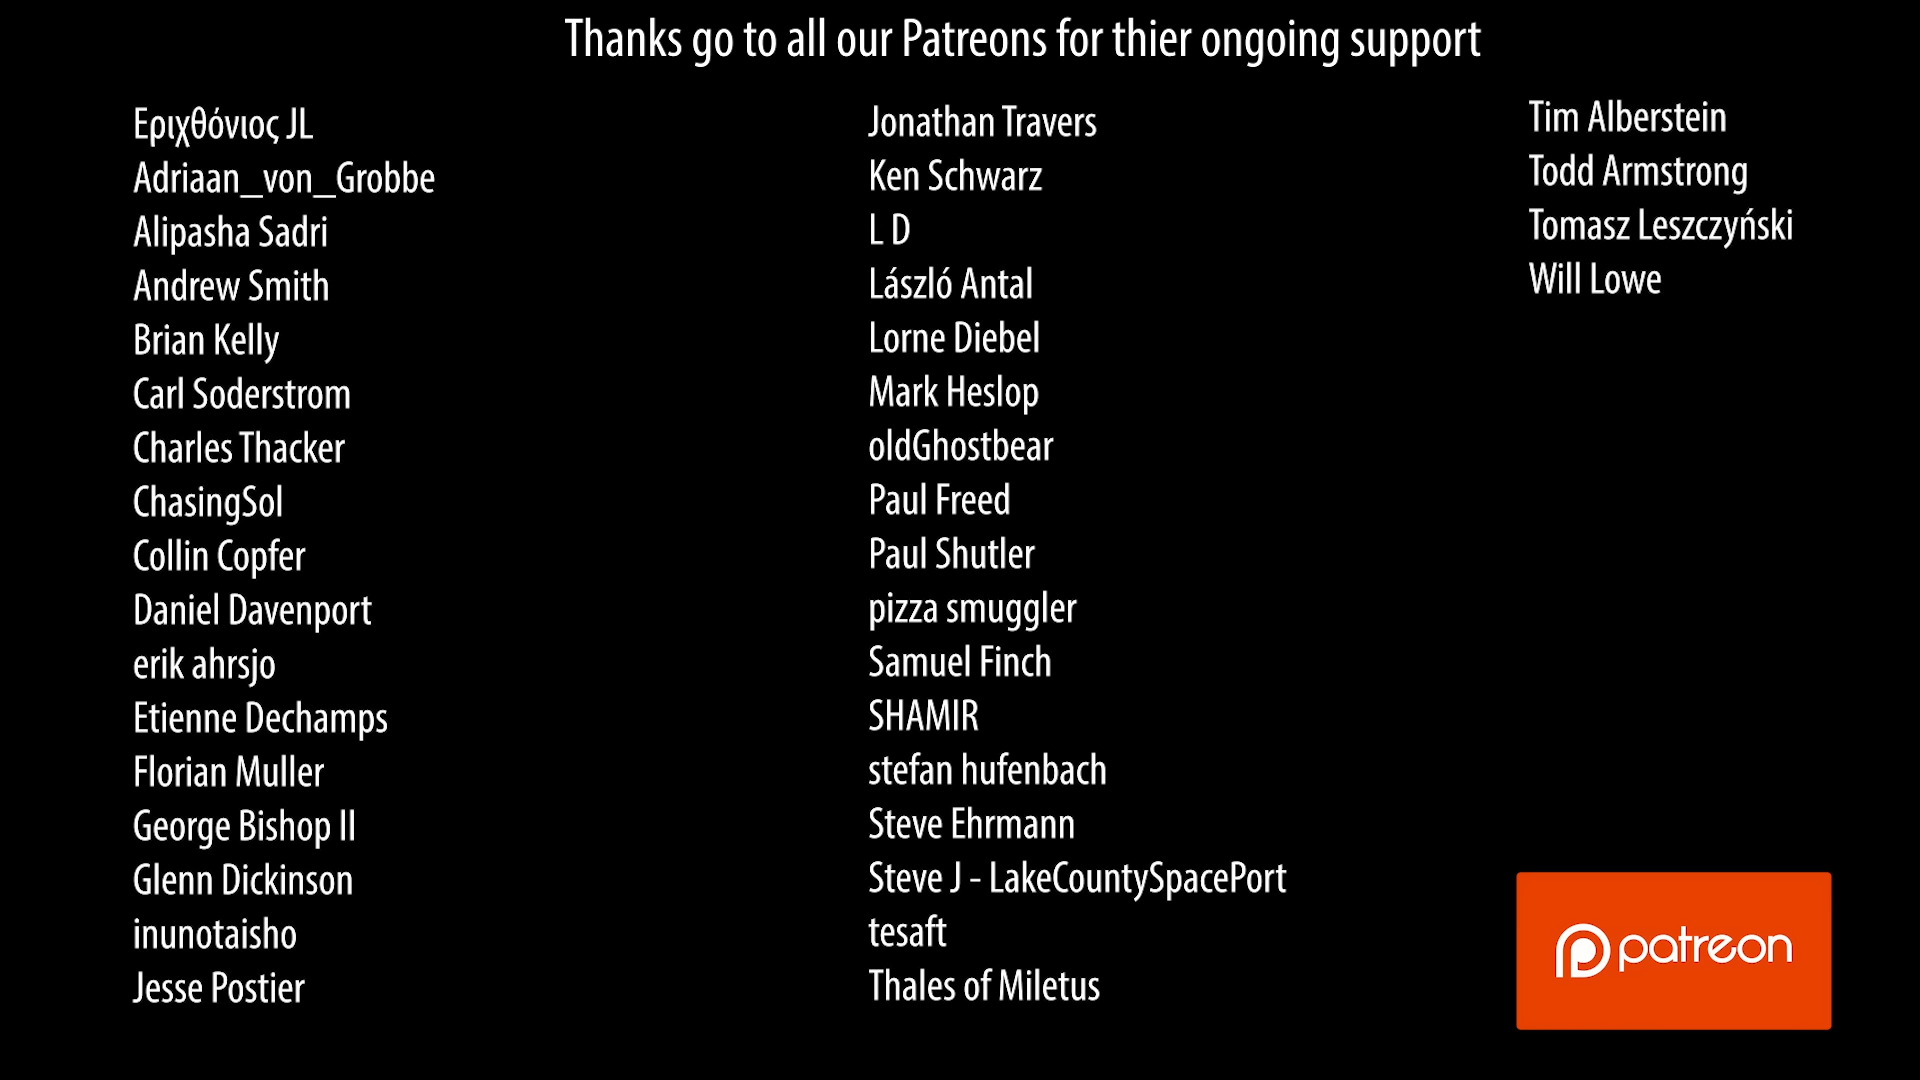 Thanks go to all our Patreons for thier ongoing support
Εριχθόνιος JL
Adriaan_von_Grobbe
Alipasha Sadri
Andrew Smith
Brian Kelly
Carl Soderstrom
Charles Thacker
ChasingSol
Collin Copfer
Daniel Davenport
erik ahrsjo
Etienne Dechamps
Florian Muller
George Bishop II
Glenn Dickinson
inunotaisho
Jesse Postier
Jonathan Travers
Ken Schwarz
L D
László Antal
Lorne Diebel
Mark Heslop
oldGhostbear
Paul Freed
Paul Shutler
pizza smuggler
Samuel Finch
SHAMIR
stefan hufenbach
Steve Ehrmann
Steve J - LakeCountySpacePort
tesaft
Thales of Miletus
Tim Alberstein
Todd Armstrong
Tomasz Leszczyński
Will Lowe
patreon